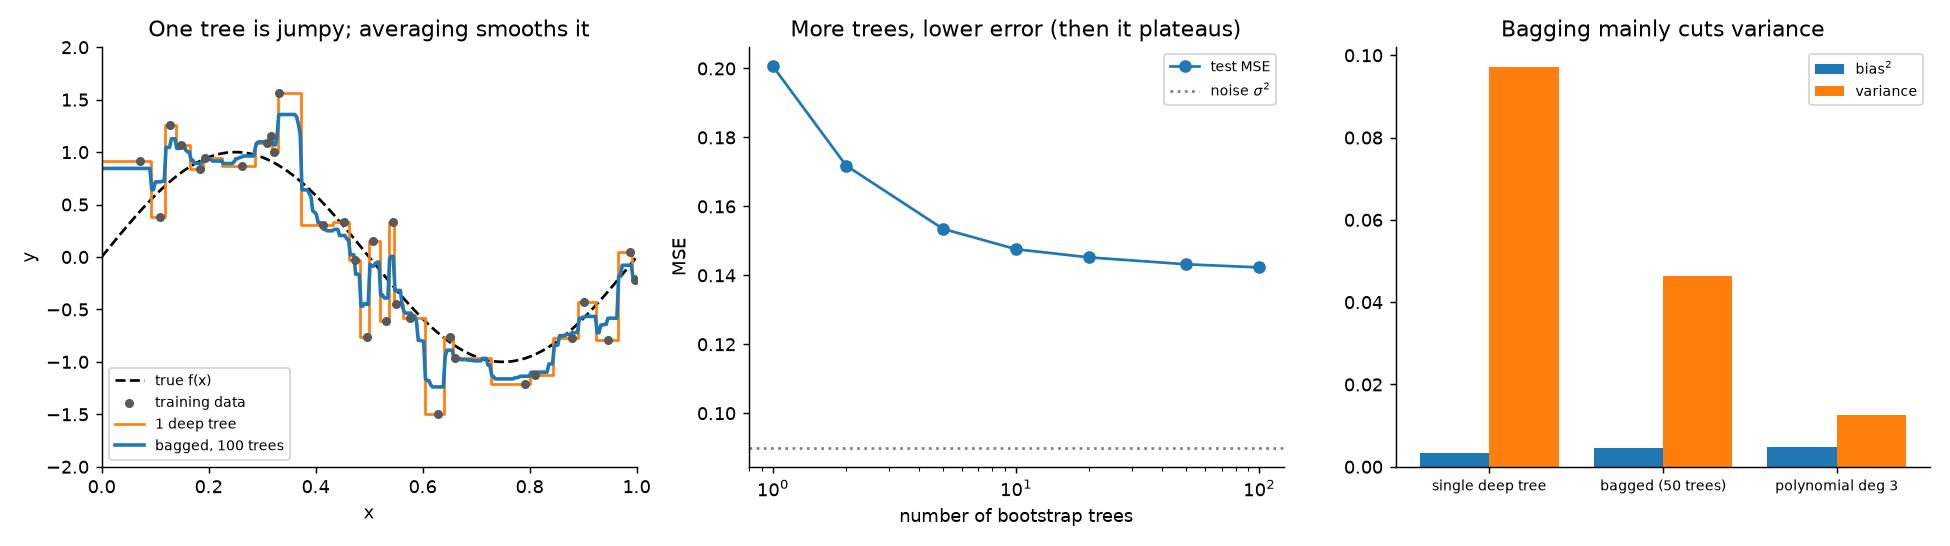 One tree is jumpy; averaging smooths it
2.0
1.5
1.0
0.5
0.0
−0.5
−1.0
−1.5
−2.0
y
0.0 0.2 0.4 0.6 0.8 1.0
x
true f(x)
training data
1 deep tree
bagged, 100 trees
More trees, lower error (then it plateaus)
0.20
0.18
0.16
0.14
0.12
0.10
MSE
10⁰ 10¹ 10²
number of bootstrap trees
test MSE
noise σ²
Bagging mainly cuts variance
0.10
0.08
0.06
0.04
0.02
0.00
single deep tree bagged (50 trees) polynomial deg 3
bias²
variance